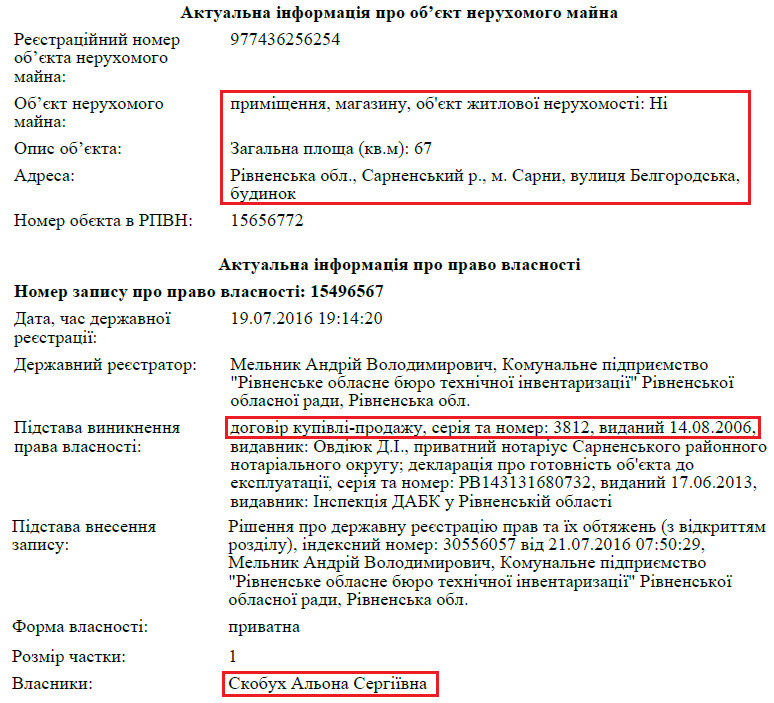 Актуальна інформація про об’єкт нерухомого майна
Реєстраційний номер 977436256254
об’єкта нерухомого
майна:
Об’єкт нерухомого приміщення, магазину, об'єкт житлової нерухомості: Ні
майна:
Опис об’єкта: Загальна площа (кв.м): 67
Адреса: Рівненська обл., Сарненський р., м. Сарни, вулиця Белгородська,
будинок
Номер обєкта в РПВН: 15656772
Актуальна інформація про право власності
Номер запису про право власності: 15496567
Дата, час державної 19.07.2016 19:14:20
реєстрації:
Державний реєстратор: Мельник Андрій Володимирович, Комунальне підприємство
"Рівненське обласне бюро технічної інвентаризації" Рівненської
обласної ради, Рівненська обл.
Підстава виникнення договір купівлі-продажу, серія та номер: 3812, виданий 14.08.2006,
права власності: видавник: Овдіюк Д.І., приватний нотаріус Сарненського районного
нотаріального округу; декларація про готовність об'єкта до
експлуатації, серія та номер: РВ143131680732, виданий 17.06.2013,
видавник: Інспекція ДАБК у Рівненській області
Підстава внесення Рішення про державну реєстрацію прав та їх обтяжень (з відкриттям
запису: розділу), індексний номер: 30556057 від 21.07.2016 07:50:29,
Мельник Андрій Володимирович, Комунальне підприємство
"Рівненське обласне бюро технічної інвентаризації" Рівненської
обласної ради, Рівненська обл.
Форма власності: приватна
Розмір частки: 1
Власники: Скобух Альона Сергіївна